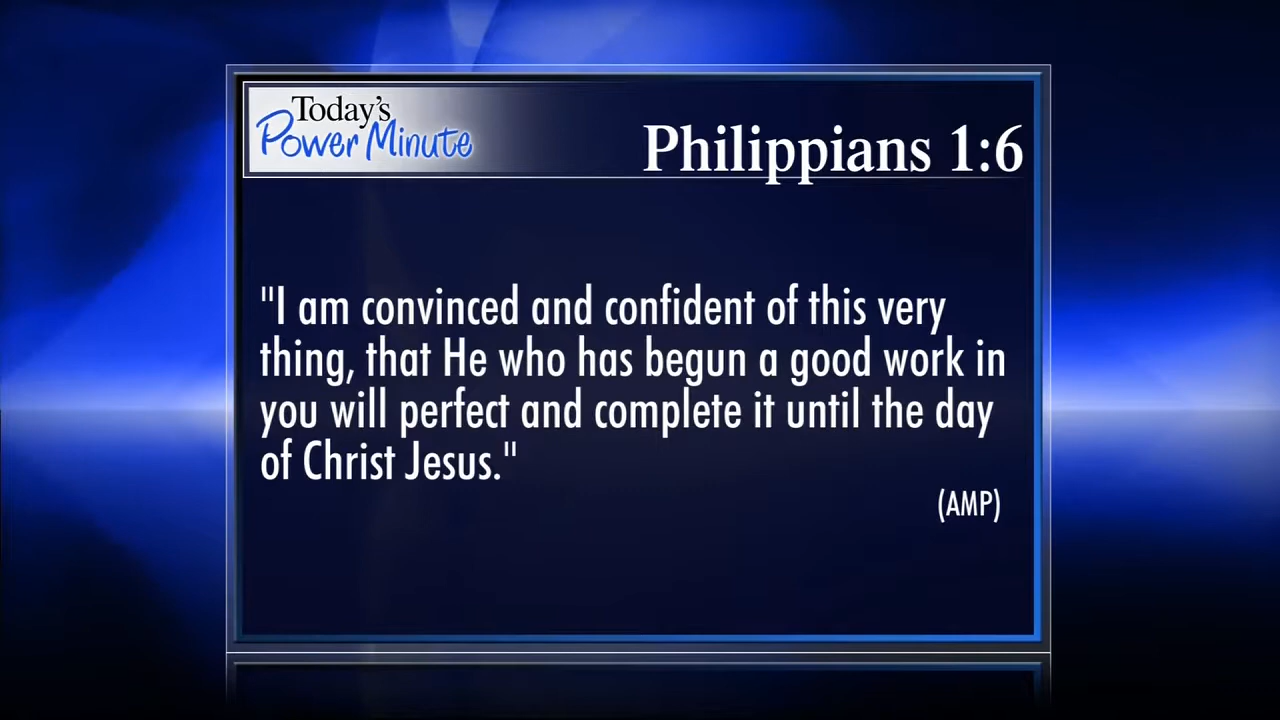 Today's
Power Minute
Philippians 1:6
"I am convinced and confident of this very
thing, that He who has begun a good work in
you will perfect and complete it until the day
of Christ Jesus."
(AMP)